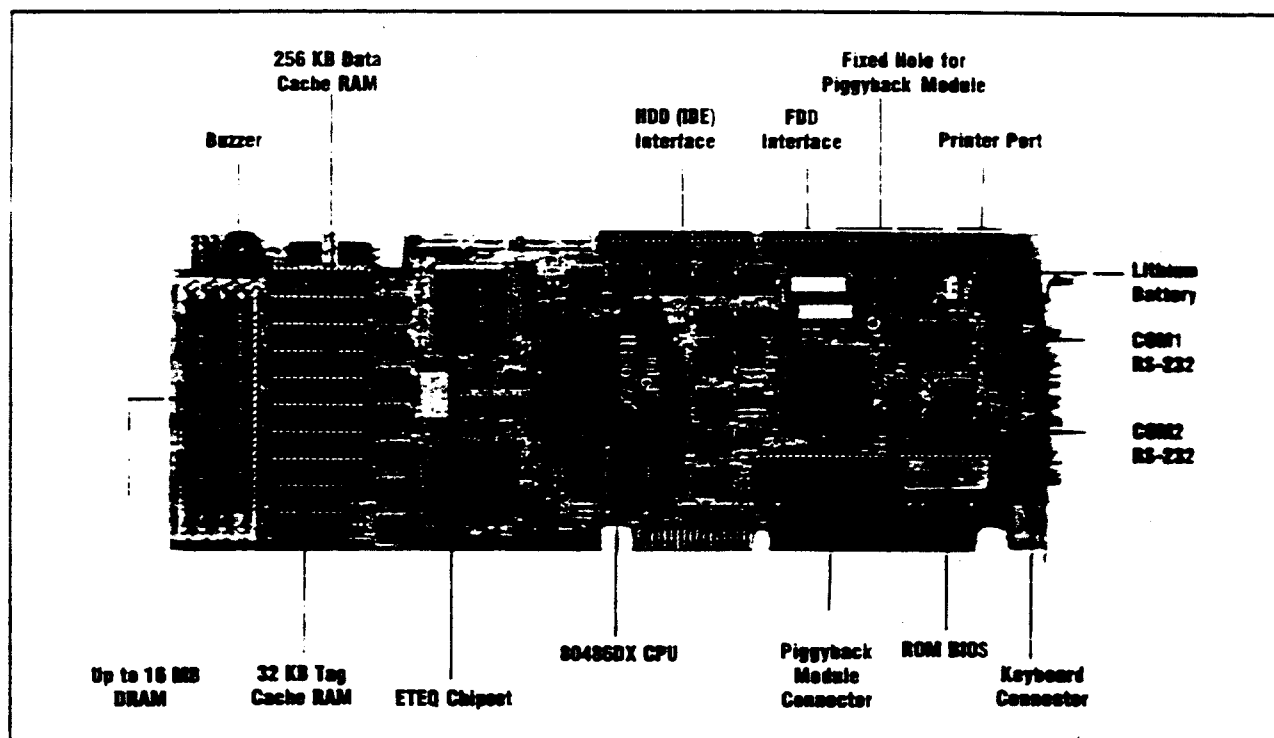 256 KB Data
Cache RAM
Fixed Hole for
Piggyback Module
HDD (IDE)
Interface
FDD
Interface
Buzzer
Printer Port
Lithium
Battery
COM1
RS-232
COM2
RS-232
Up to 16 MB
DRAM
32 KB Tag
Cache RAM
ETEQ Chipset
80486DX CPU
Piggyback
Module
Connector
ROM BIOS
Keyboard
Connector